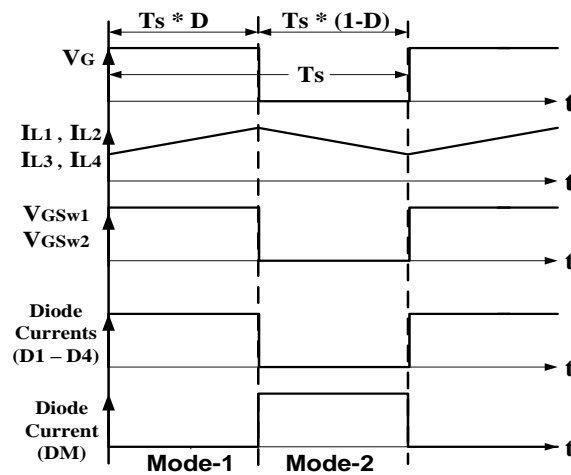 Ts * D Ts * (1-D)
VG
Ts
t
IL1 , IL2
IL3 , IL4
t
VGSw1
VGSw2
t
Diode
Currents
(D1 – D4)
t
Diode
Current
(DM)
t
Mode-1 Mode-2